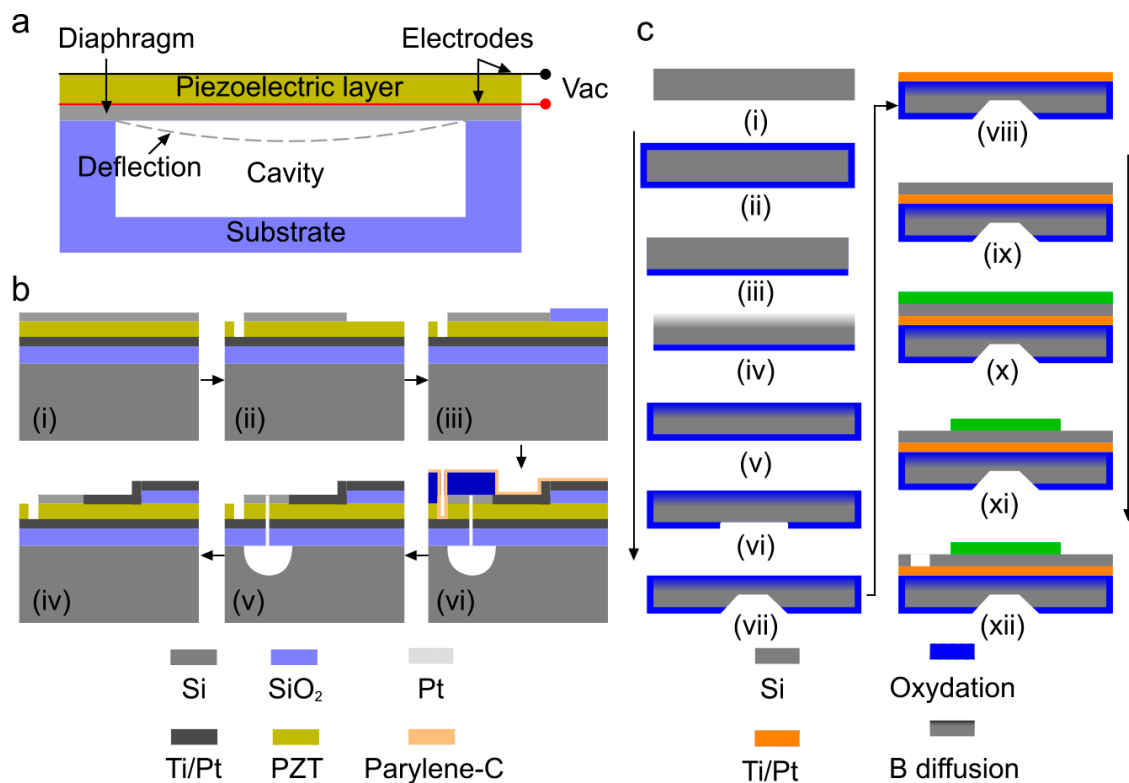 a
Diaphragm
Electrodes
Piezoelectric layer
Vac
Deflection
Cavity
Substrate
b
(i)
(ii)
(iii)
(iv)
(v)
(vi)
Si
SiO₂
Pt
Ti/Pt
PZT
Parylene-C
c
(i)
(ii)
(iii)
(iv)
(v)
(vi)
(vii)
(viii)
(ix)
(x)
(xi)
(xii)
Si
Oxydation
Ti/Pt
B diffusion